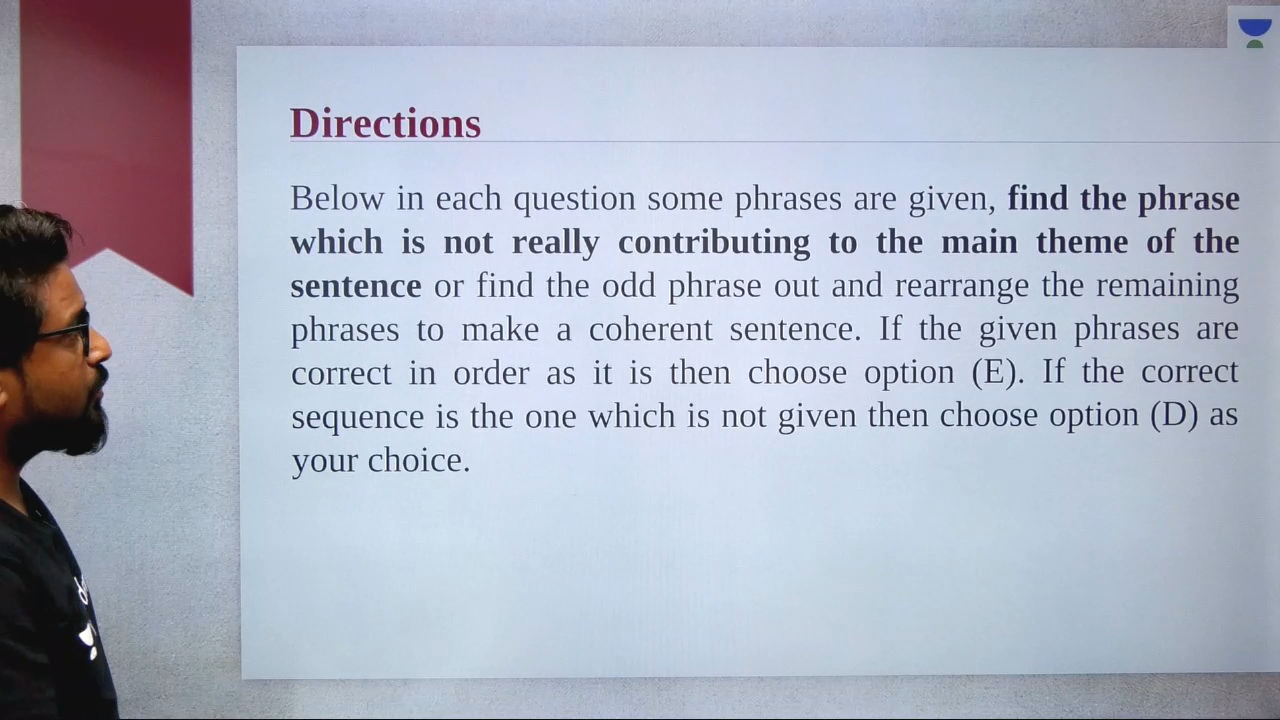 Directions
Below in each question some phrases are given, find the phrase
which is not really contributing to the main theme of the
sentence or find the odd phrase out and rearrange the remaining
phrases to make a coherent sentence. If the given phrases are
correct in order as it is then choose option (E). If the correct
sequence is the one which is not given then choose option (D) as
your choice.